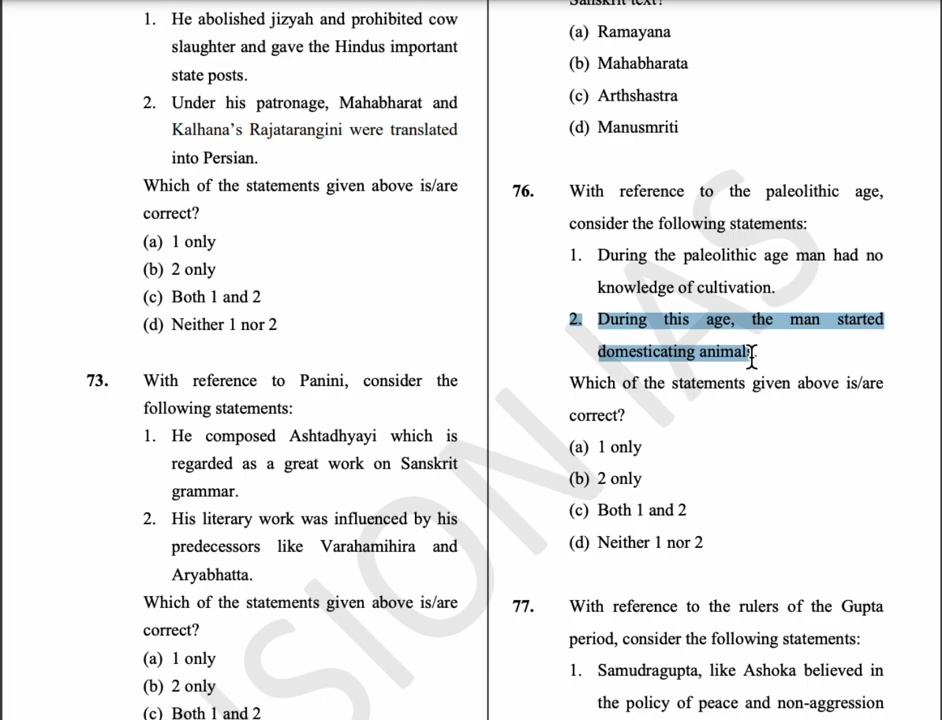 1. He abolished jizyah and prohibited cow
slaughter and gave the Hindus important
state posts.
2. Under his patronage, Mahabharat and
Kalhana's Rajatarangini were translated
into Persian.
Which of the statements given above is/are
correct?
(a) 1 only
(b) 2 only
(c) Both 1 and 2
(d) Neither 1 nor 2
73. With reference to Panini, consider the
following statements:
1. He composed Ashtadhyayi which is
regarded as a great work on Sanskrit
grammar.
2. His literary work was influenced by his
predecessors like Varahamihira and
Aryabhatta.
Which of the statements given above is/are
correct?
(a) 1 only
(b) 2 only
(c) Both 1 and 2
Sanskrit text?
(a) Ramayana
(b) Mahabharata
(c) Arthshastra
(d) Manusmriti
76. With reference to the paleolithic age,
consider the following statements:
1. During the paleolithic age man had no
knowledge of cultivation.
2. During this age, the man started
domesticating animals.
Which of the statements given above is/are
correct?
(a) 1 only
(b) 2 only
(c) Both 1 and 2
(d) Neither 1 nor 2
77. With reference to the rulers of the Gupta
period, consider the following statements:
1. Samudragupta, like Ashoka believed in
the policy of peace and non-aggression
ISION IAS